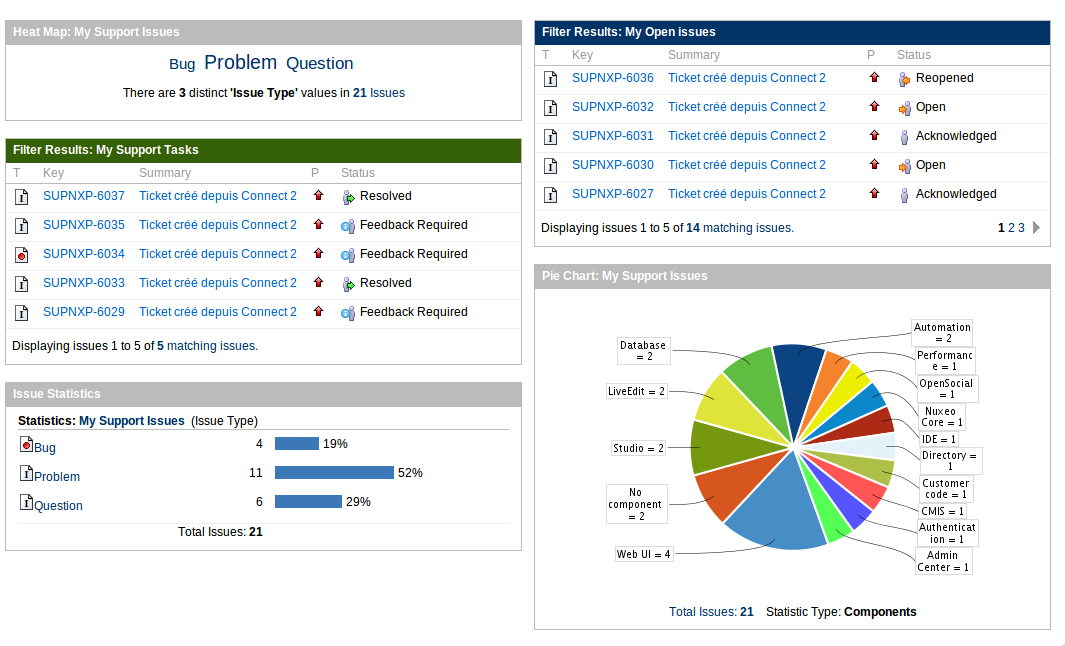 Heat Map: My Support Issues
Bug Problem Question
There are 3 distinct 'Issue Type' values in 21 Issues
Filter Results: My Support Tasks
T Key Summary P Status
SUPNXP-6037 Ticket créé depuis Connect 2 Resolved
SUPNXP-6035 Ticket créé depuis Connect 2 Feedback Required
SUPNXP-6034 Ticket créé depuis Connect 2 Feedback Required
SUPNXP-6033 Ticket créé depuis Connect 2 Resolved
SUPNXP-6029 Ticket créé depuis Connect 2 Feedback Required
Displaying issues 1 to 5 of 5 matching issues.
Issue Statistics
Statistics: My Support Issues (Issue Type)
Bug 4 19%
Problem 11 52%
Question 6 29%
Total Issues: 21
Filter Results: My Open issues
T Key Summary P Status
SUPNXP-6036 Ticket créé depuis Connect 2 Reopened
SUPNXP-6032 Ticket créé depuis Connect 2 Open
SUPNXP-6031 Ticket créé depuis Connect 2 Acknowledged
SUPNXP-6030 Ticket créé depuis Connect 2 Open
SUPNXP-6027 Ticket créé depuis Connect 2 Acknowledged
Displaying issues 1 to 5 of 14 matching issues. 1 2 3
Pie Chart: My Support Issues
Automation
= 2
Performanc
e = 1
OpenSocial
= 1
Nuxeo
Core = 1
IDE = 1
Directory =
1
Customer
code = 1
CMIS = 1
Authenticat
ion = 1
Admin
Center = 1
Web UI = 4
No
component
= 2
Studio = 2
LiveEdit = 2
Database
= 2
Total Issues: 21 Statistic Type: Components